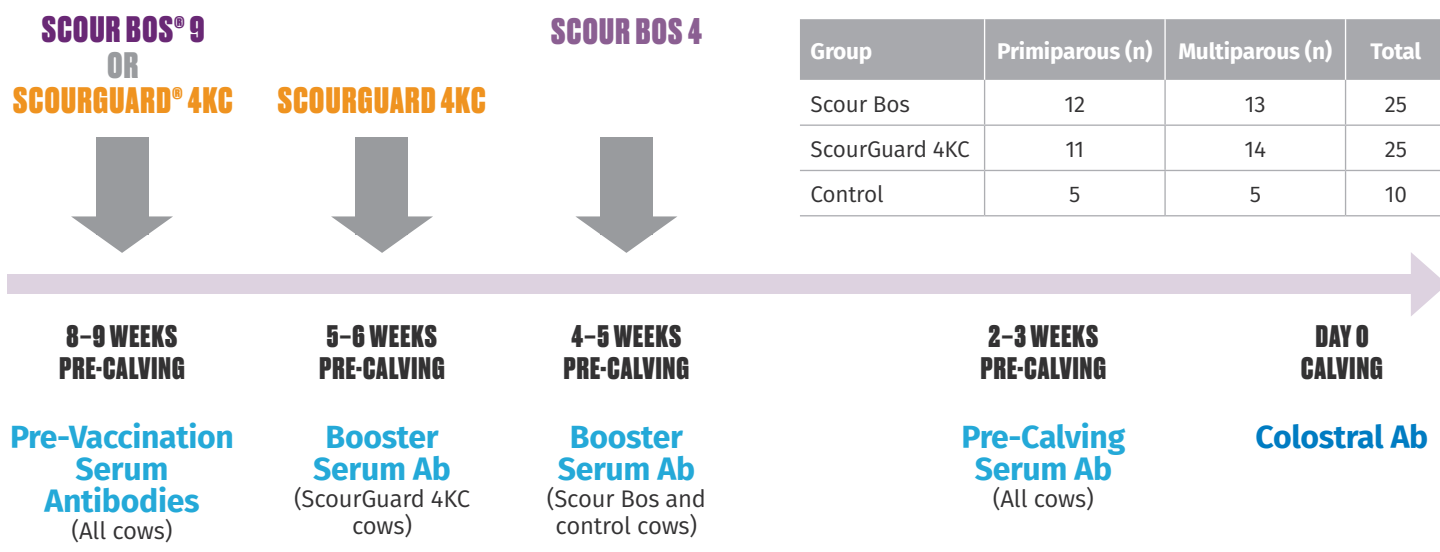 SCOUR BOS® 9
OR
SCOURGUARD® 4KC
SCOURGUARD 4KC
SCOUR BOS 4
Group Primiparous (n) Multiparous (n) Total
Scour Bos 12 13 25
ScourGuard 4KC 11 14 25
Control 5 5 10
8–9 WEEKS
PRE-CALVING
Pre-Vaccination
Serum
Antibodies
(All cows)
5–6 WEEKS
PRE-CALVING
Booster
Serum Ab
(ScourGuard 4KC
cows)
4–5 WEEKS
PRE-CALVING
Booster
Serum Ab
(Scour Bos and
control cows)
2–3 WEEKS
PRE-CALVING
Pre-Calving
Serum Ab
(All cows)
DAY 0
CALVING
Colostral Ab